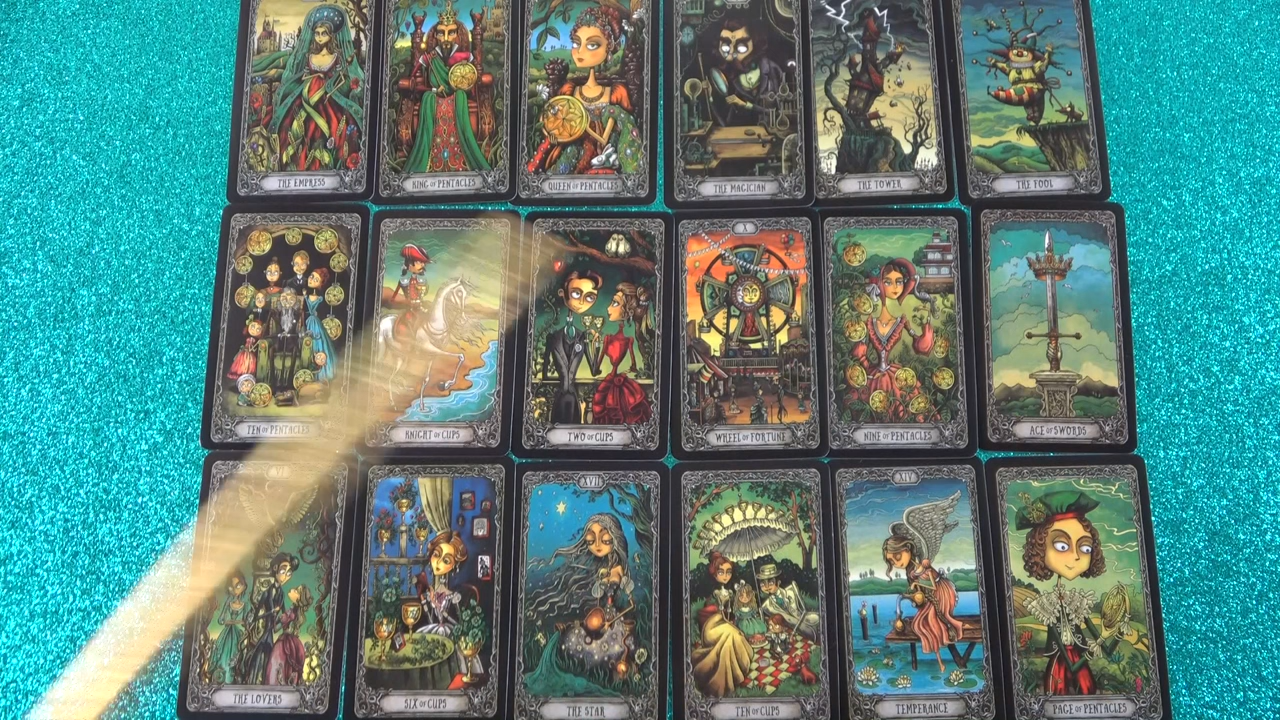 THE EMPRESS
KING OF PENTACLES
QUEEN OF PENTACLES
THE MAGICIAN
THE TOWER
THE FOOL
X
TEN OF PENTACLES
KNIGHT OF CUPS
TWO OF CUPS
WHEEL OF FORTUNE
NINE OF PENTACLES
ACE OF SWORDS
VI
XVII
XIV
THE LOVERS
SIX OF CUPS
THE STAR
TEN OF CUPS
TEMPERANCE
PAGE OF PENTACLES